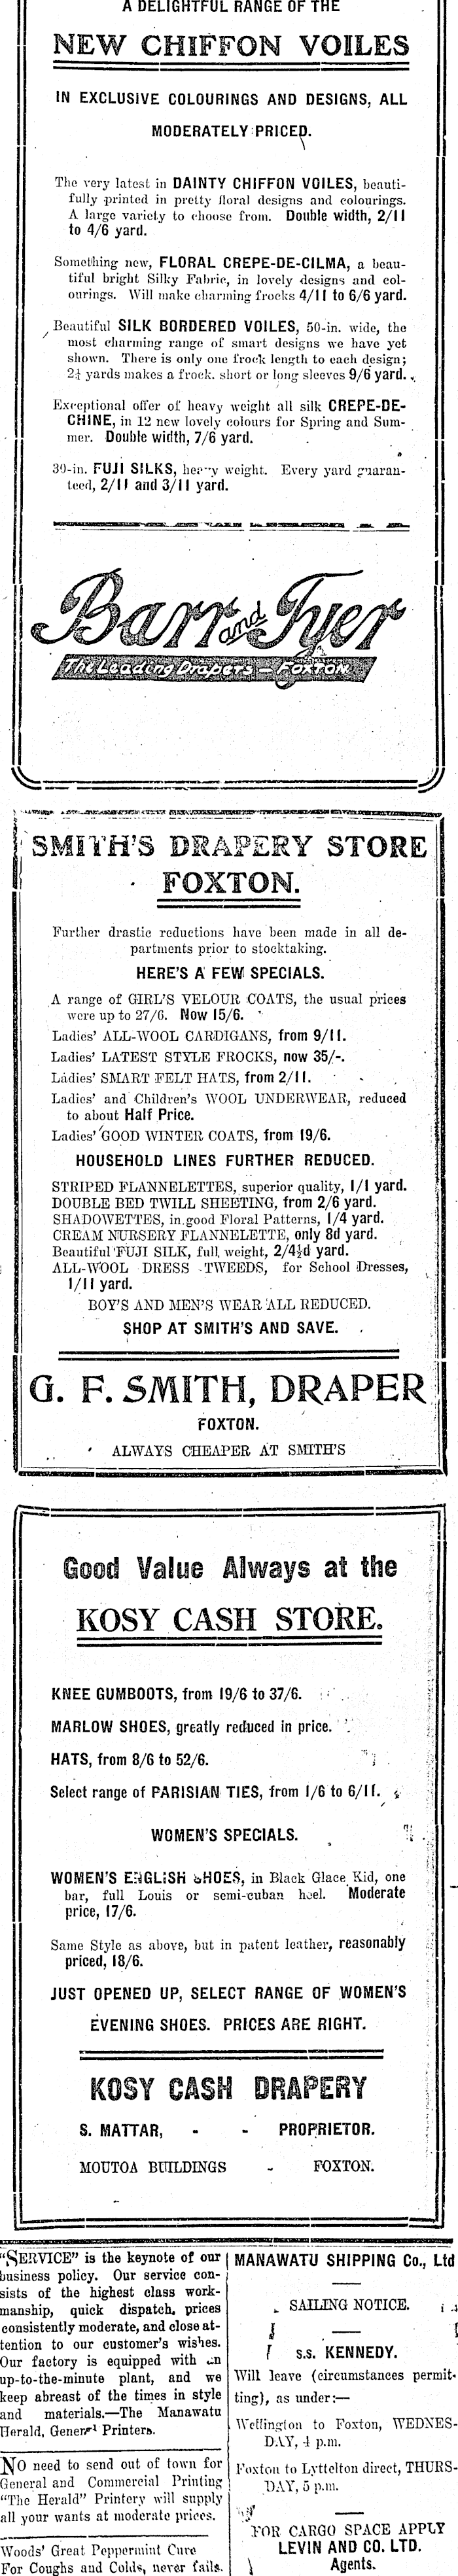 A DELIGHTFUL RANGE OF THE
NEW CHIFFON VOILES
IN EXCLUSIVE COLOURINGS AND DESIGNS, ALL
MODERATELY PRICED.
The very latest in DAINTY CHIFFON VOILES, beauti-
fully printed in pretty floral designs and colourings.
A large variety to choose from. Double width, 2/11
to 4/6 yard.
Something new, FLORAL CREPE-DE-CILMA, a beau-
tiful bright Silky Fabric, in lovely designs and col-
ourings. Will make charming frocks 4/11 to 6/6 yard.
Beautiful SILK BORDERED VOILES, 50-in. wide, the
most charming range of smart designs we have yet
shown. There is only one frock length to each design;
2¼ yards makes a frock. short or long sleeves 9/6 yard.
Exceptional offer of heavy weight all silk CREPE-DE-
CHINE, in 12 new lovely colours for Spring and Sum-
mer. Double width, 7/6 yard.
30-in. FUJI SILKS, heavy weight. Every yard guaran-
teed, 2/11 and 3/11 yard.
Barr and Tyer
The Leading Drapers - FOXTON.
SMITH'S DRAPERY STORE
FOXTON.
Further drastic reductions have been made in all de-
partments prior to stocktaking.
HERE'S A FEW SPECIALS.
A range of GIRL'S VELOUR COATS, the usual prices
were up to 27/6. Now 15/6.
Ladies' ALL-WOOL CARDIGANS, from 9/11.
Ladies' LATEST STYLE FROCKS, now 35/-.
Ladies' SMART FELT HATS, from 2/11.
Ladies' and Children's WOOL UNDERWEAR, reduced
to about Half Price.
Ladies' GOOD WINTER COATS, from 19/6.
HOUSEHOLD LINES FURTHER REDUCED.
STRIPED FLANNELETTES, superior quality, 1/1 yard.
DOUBLE BED TWILL SHEETING, from 2/6 yard.
SHADOWETTES, in good Floral Patterns, 1/4 yard.
CREAM NURSERY FLANNELETTE, only 8d yard.
Beautiful FUJI SILK, full weight, 2/4½d yard.
ALL-WOOL DRESS TWEEDS, for School Dresses,
1/11 yard.
BOY'S AND MEN'S WEAR ALL REDUCED.
SHOP AT SMITH'S AND SAVE.
G. F. SMITH, DRAPER
FOXTON.
ALWAYS CHEAPER AT SMITH'S
Good Value Always at the
KOSY CASH STORE.
KNEE GUMBOOTS, from 19/6 to 37/6.
MARLOW SHOES, greatly reduced in price.
HATS, from 8/6 to 52/6.
Select range of PARISIAN TIES, from 1/6 to 6/11.
WOMEN'S SPECIALS.
WOMEN'S ENGLISH SHOES, in Black Glace Kid, one
bar, full Louis or semi-cuban heel. Moderate
price, 17/6.
Same Style as above, but in patent leather, reasonably
priced, 18/6.
JUST OPENED UP, SELECT RANGE OF WOMEN'S
EVENING SHOES. PRICES ARE RIGHT.
KOSY CASH DRAPERY
S. MATTAR, - - PROPRIETOR.
MOUTOA BUILDINGS - FOXTON.
"SERVICE" is the keynote of our
business policy. Our service con-
sists of the highest class work-
manship, quick dispatch, prices
consistently moderate, and close at-
tention to our customer's wishes.
Our factory is equipped with an
up-to-the-minute plant, and we
keep abreast of the times in style
and materials.—The Manawatu
Herald, General Printers.
NO need to send out of town for
General and Commercial Printing
"The Herald" Printery will supply
all your wants at moderate prices.
Woods' Great Peppermint Cure
For Coughs and Colds, never fails.
MANAWATU SHIPPING Co., Ltd
SAILING NOTICE.
s.s. KENNEDY.
Will leave (circumstances permit-
ting), as under:—
Wellington to Foxton, WEDNES-
DAY, 4 p.m.
Foxton to Lyttelton direct, THURS-
DAY, 5 p.m.
FOR CARGO SPACE APPLY
LEVIN AND CO. LTD.
Agents.